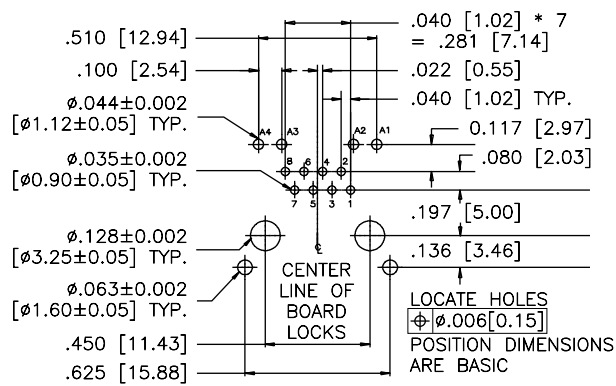 .510 [12.94]
.040 [1.02] * 7
= .281 [7.14]
.100 [2.54]
.022 [0.55]
ø.044±0.002
[ø1.12±0.05] TYP.
.040 [1.02] TYP.
A4 A3 A2 A1
0.117 [2.97]
ø.035±0.002
[ø0.90±0.05] TYP.
8 6 4 2
.080 [2.03]
7 5 3 1
.197 [5.00]
ø.128±0.002
[ø3.25±0.05] TYP.
.136 [3.46]
℄
CENTER
LINE OF
BOARD
LOCKS
ø.063±0.002
[ø1.60±0.05] TYP.
LOCATE HOLES
⌖ ø.006[0.15]
POSITION DIMENSIONS
ARE BASIC
.450 [11.43]
.625 [15.88]